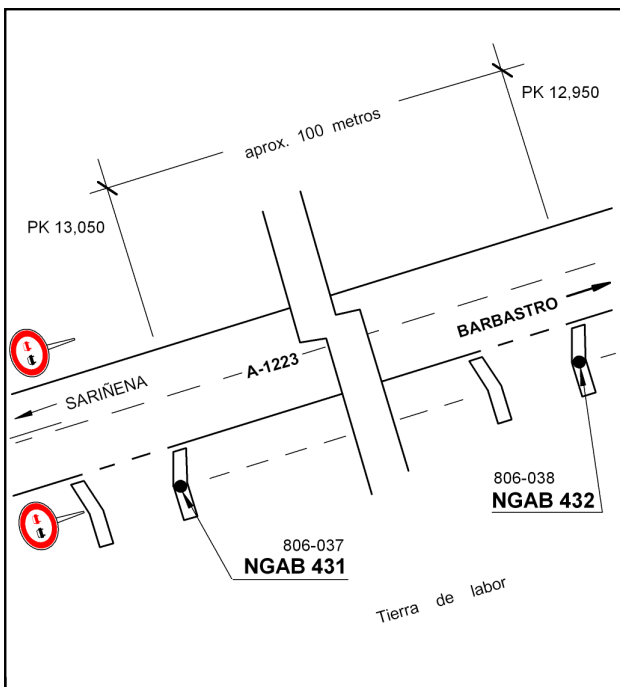 PK 12,950
aprox. 100 metros
PK 13,050
BARBASTRO
A-1223
SARIÑENA
806-038
NGAB 432
806-037
NGAB 431
Tierra de labor